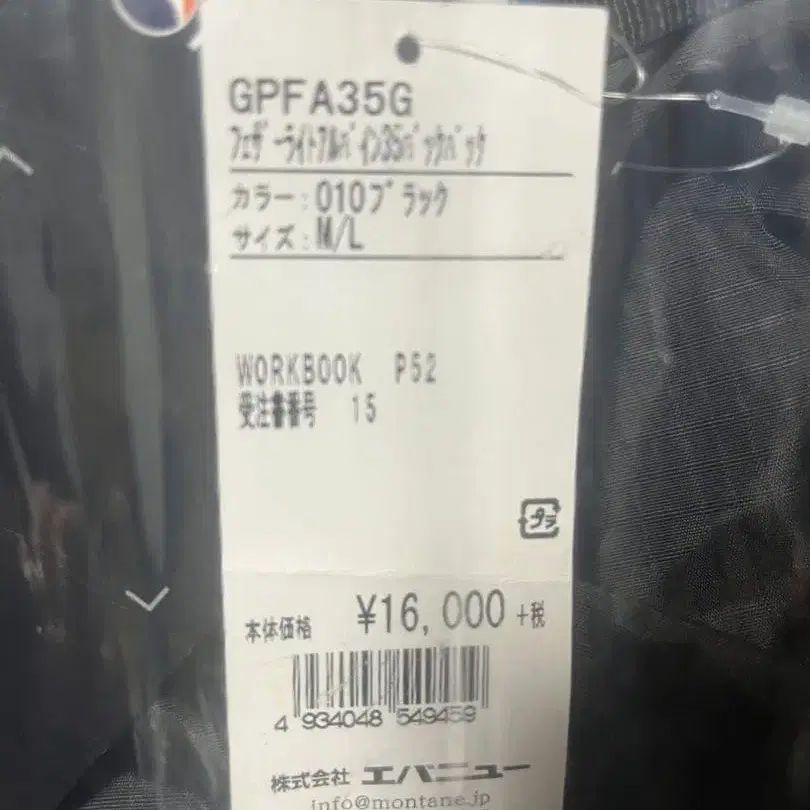 GPFA35G
フェザーライトアルパイン35バックパック
カラー:010ブラック
サイズ:M/L
WORKBOOK P52
受注書番号 15
プラ
本体価格 ¥16,000+税
4 934048 549459
株式会社 エバニュー
info@montane.jp